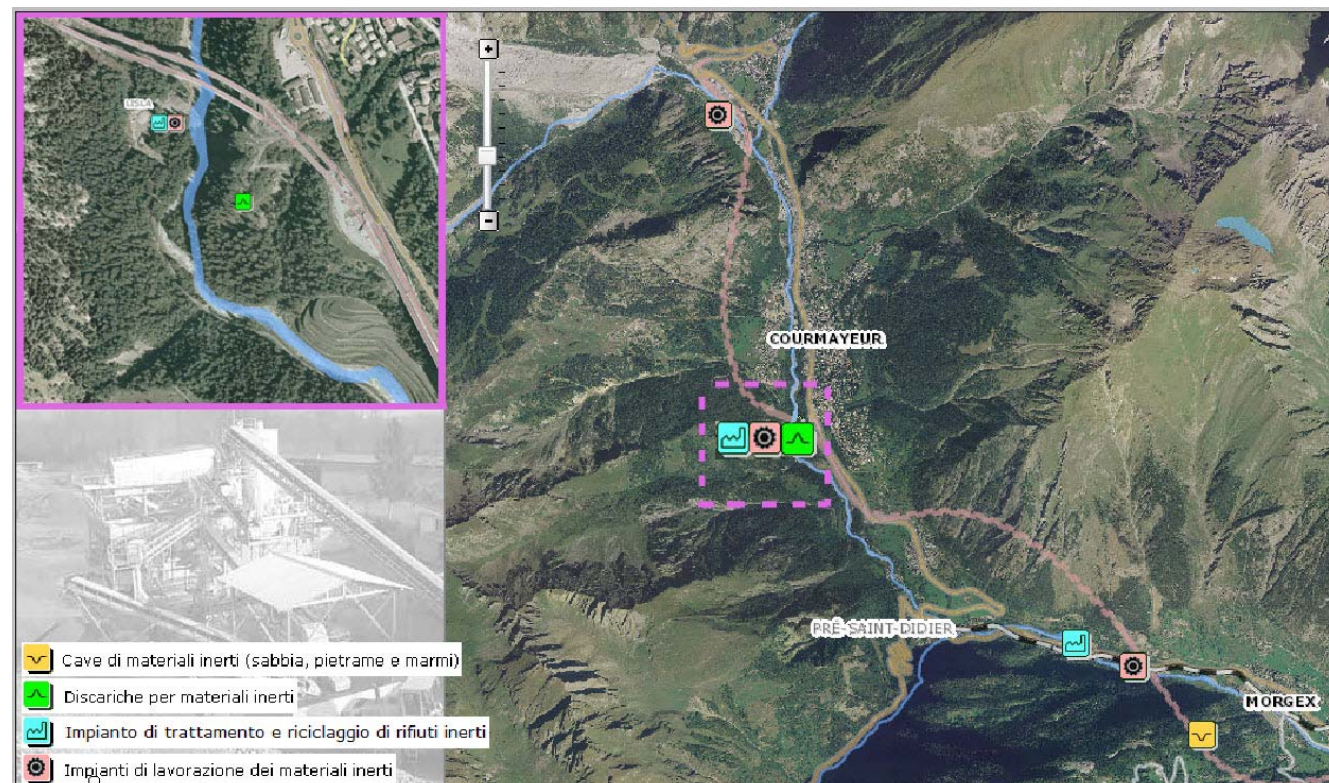 LISLA
+
COURMAYEUR
-
PRÉ-SAINT-DIDIER
MORGEX
Cave di materiali inerti (sabbia, pietrame e marmi)
Discariche per materiali inerti
Impianto di trattamento e riciclaggio di rifiuti inerti
Impianti di lavorazione dei materiali inerti